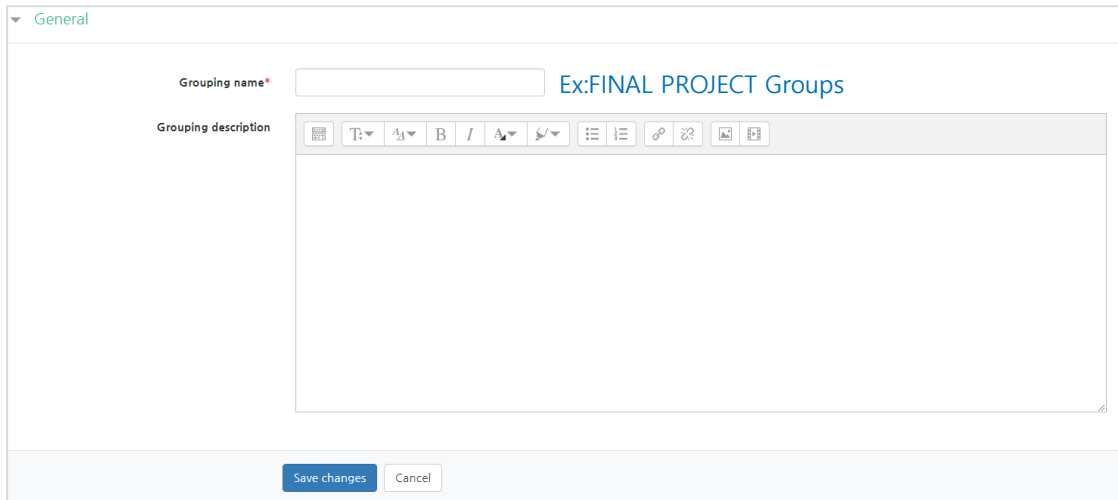 General
Grouping name*
Ex:FINAL PROJECT Groups
Grouping description
B I
Save changes Cancel